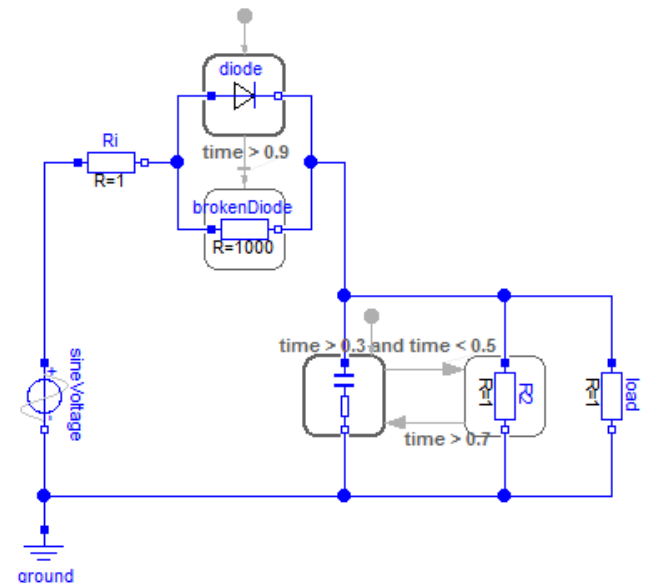 diode
time > 0.9
Ri
R=1
brokenDiode
R=1000
time > 0.3 and time < 0.5
sineVoltage
+
-
R2
R=1
load
R=1
time > 0.7
ground